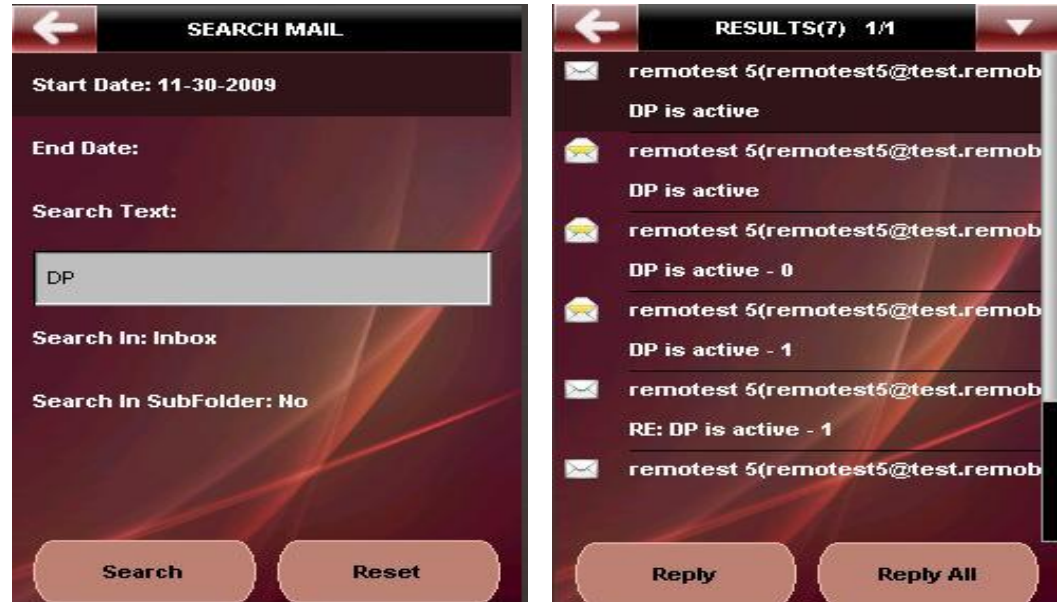 SEARCH MAIL
Start Date: 11-30-2009
End Date:
Search Text:
DP
Search In: Inbox
Search In SubFolder: No
Search
Reset
RESULTS(7) 1/1
remotest 5(remotest5@test.remob
DP is active
remotest 5(remotest5@test.remob
DP is active
remotest 5(remotest5@test.remob
DP is active - 0
remotest 5(remotest5@test.remob
DP is active - 1
remotest 5(remotest5@test.remob
RE: DP is active - 1
remotest 5(remotest5@test.remob
Reply
Reply All